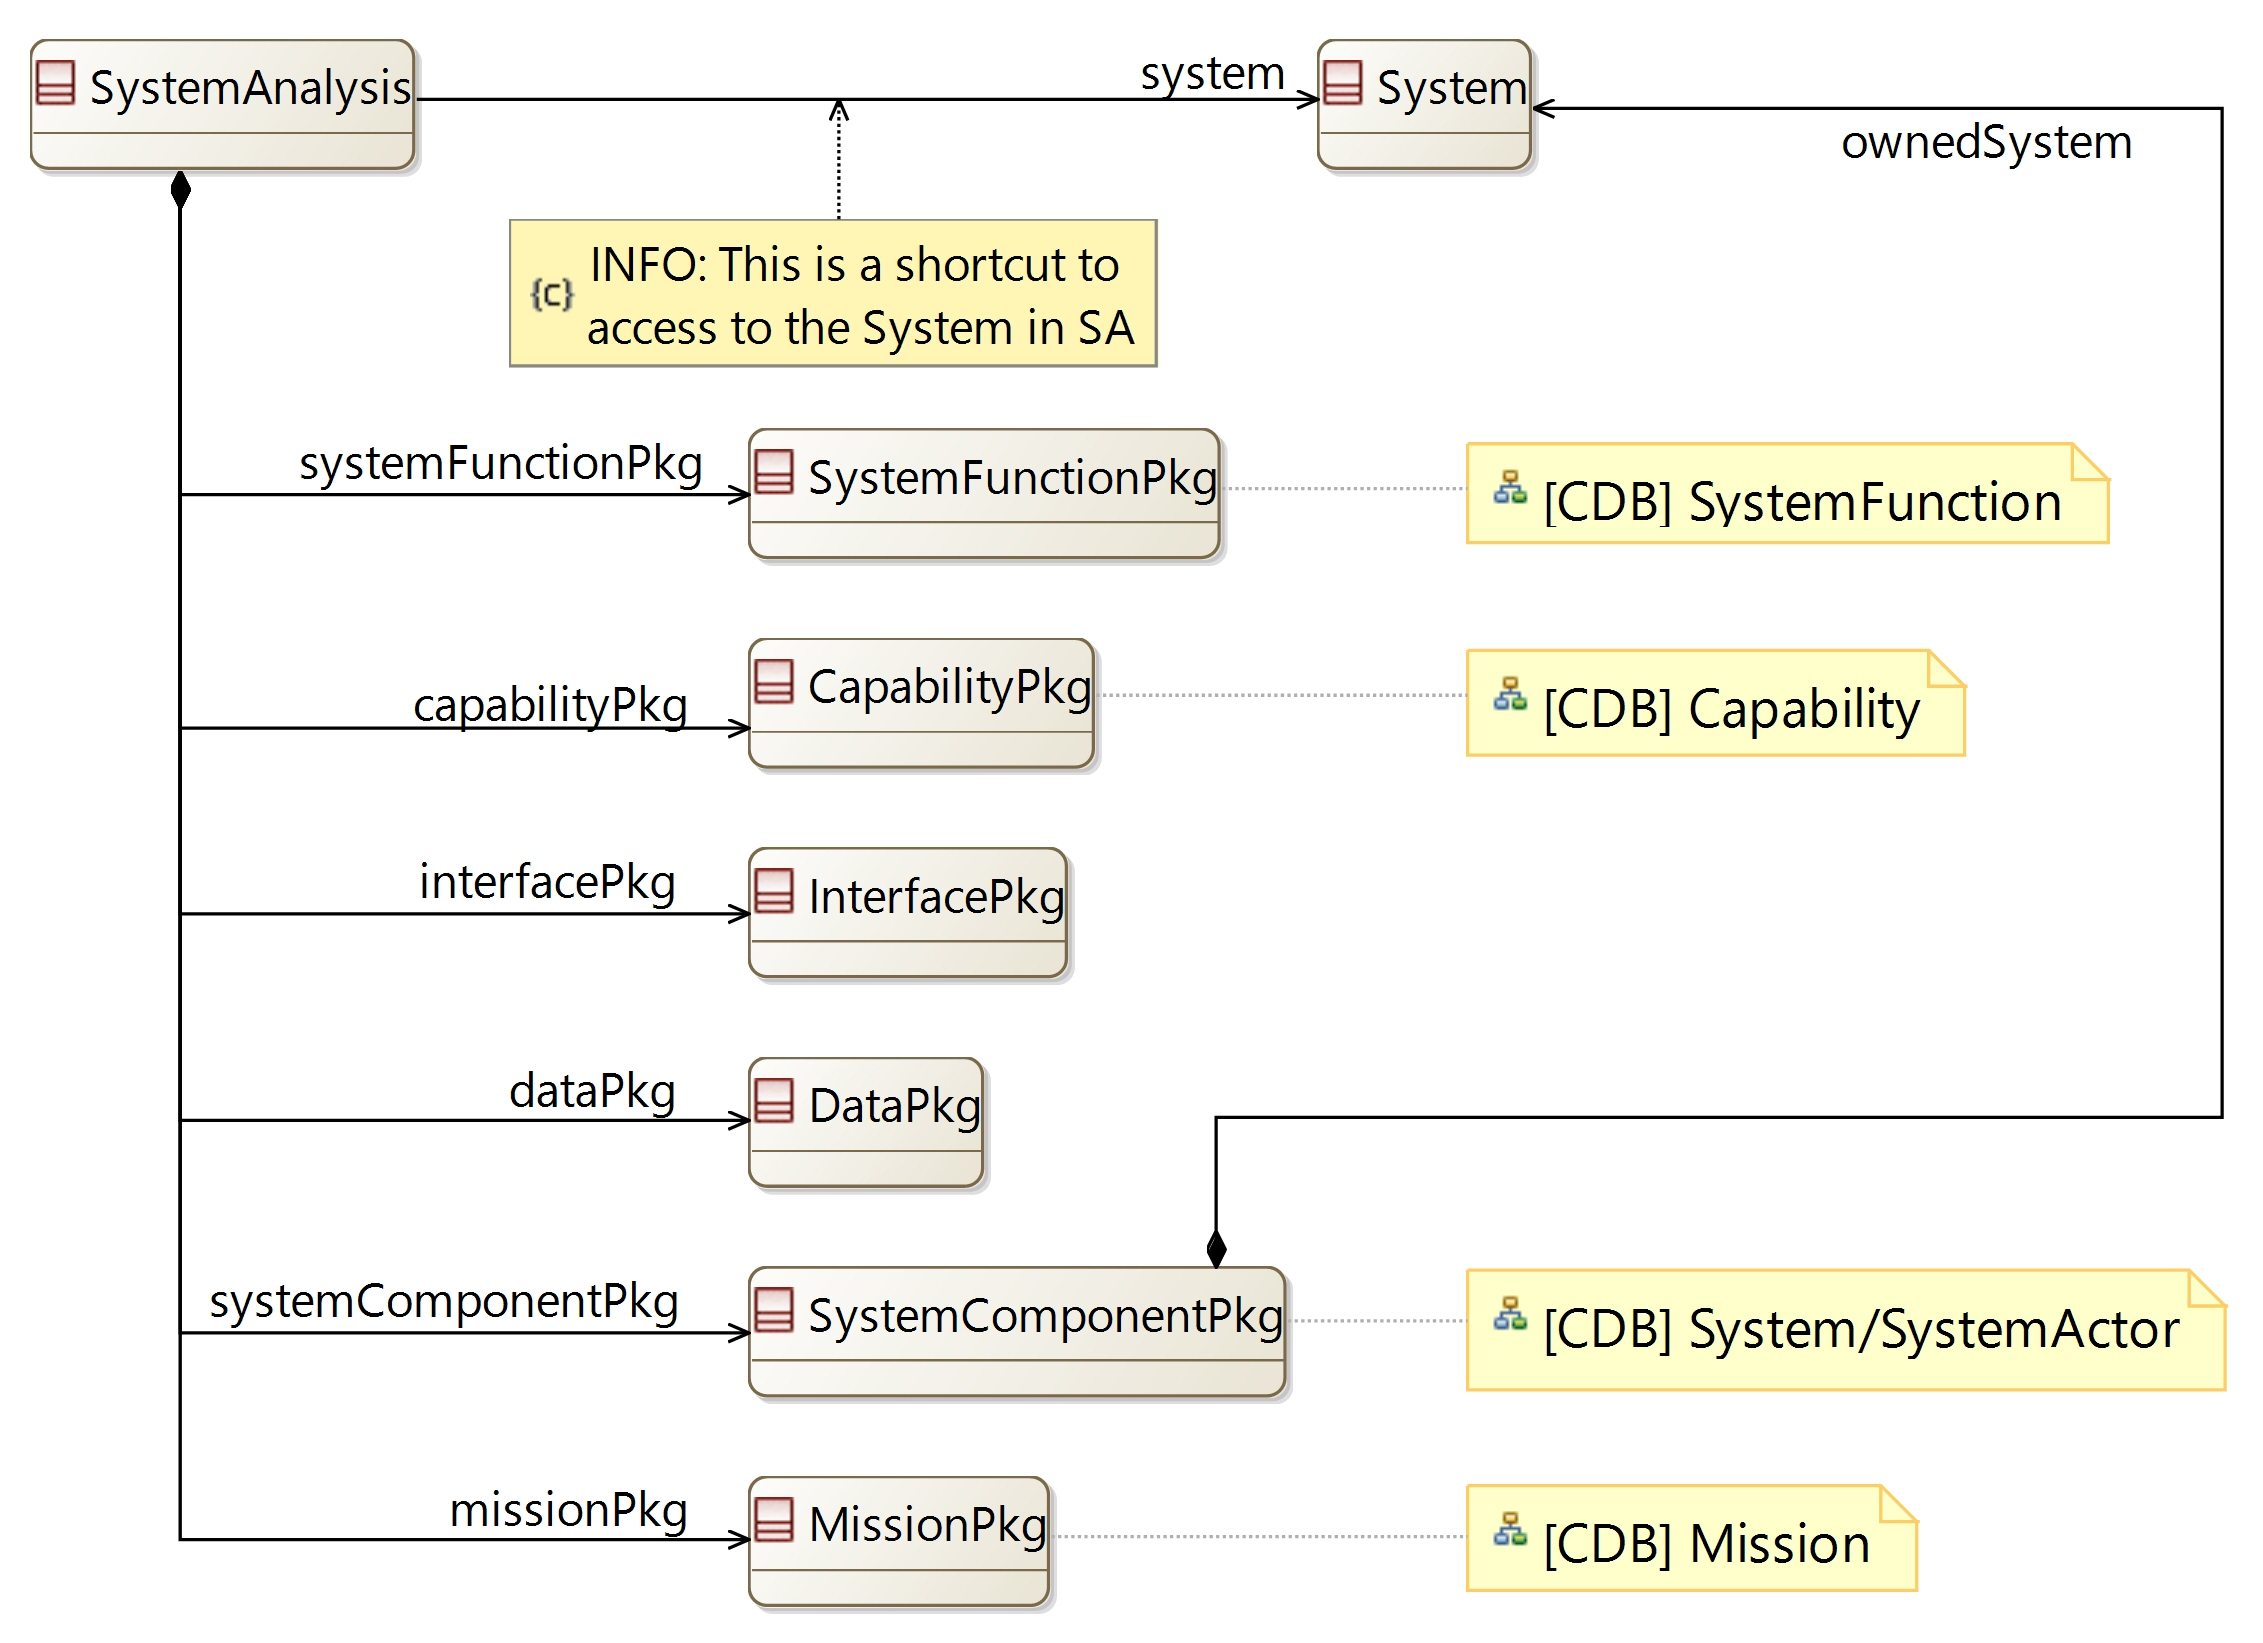 SystemAnalysis
system
System
ownedSystem
{c}
INFO: This is a shortcut to
access to the System in SA
systemFunctionPkg
SystemFunctionPkg
[CDB] SystemFunction
capabilityPkg
CapabilityPkg
[CDB] Capability
interfacePkg
InterfacePkg
dataPkg
DataPkg
systemComponentPkg
SystemComponentPkg
[CDB] System/SystemActor
missionPkg
MissionPkg
[CDB] Mission